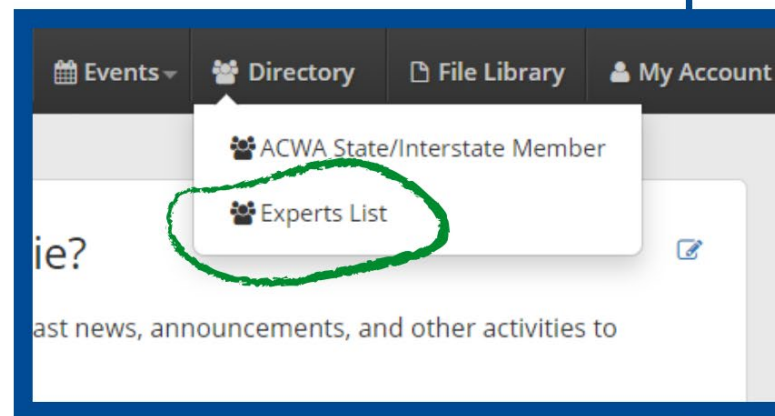 Events Directory File Library My Account
ACWA State/Interstate Member
Experts List
ie?
ast news, announcements, and other activities to